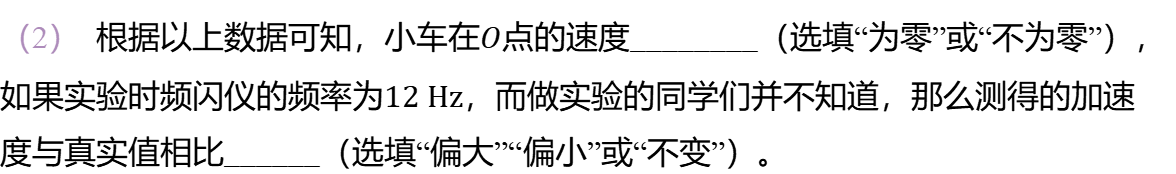 （2） 根据以上数据可知，小车在O点的速度________（选填“为零”或“不为零”），
如果实验时频闪仪的频率为12 Hz，而做实验的同学们并不知道，那么测得的加速
度与真实值相比______（选填“偏大”“偏小”或“不变”）。